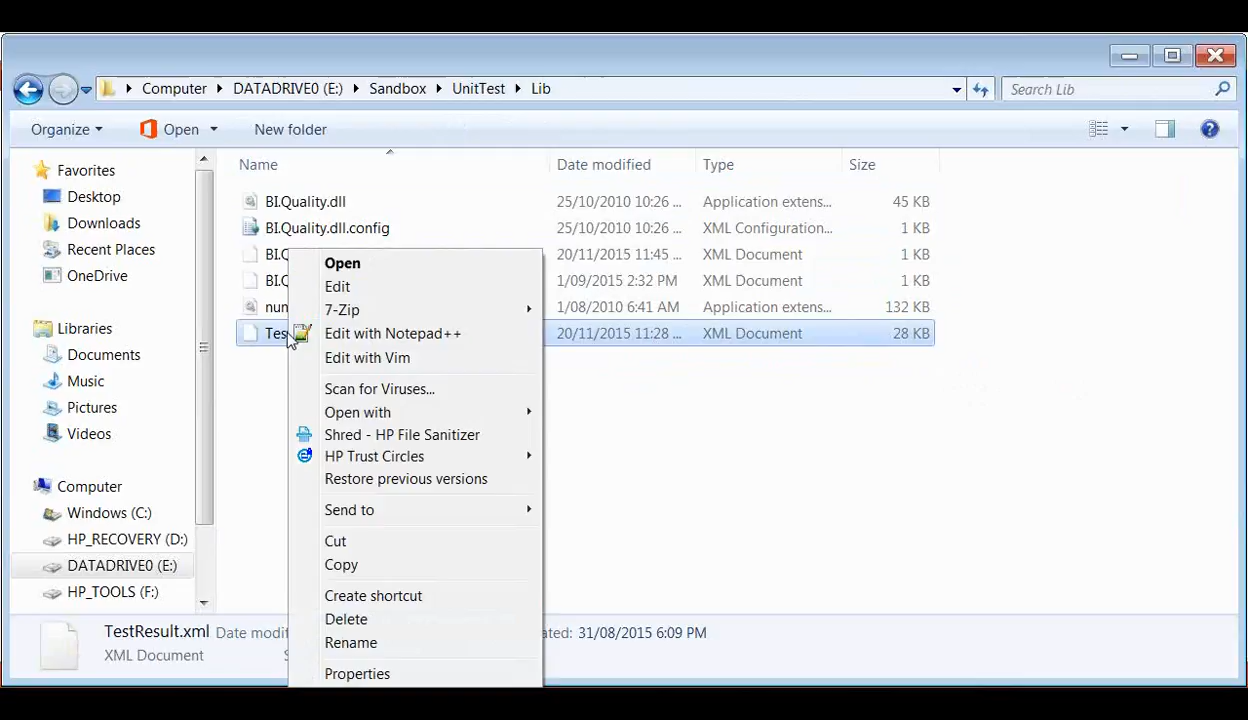 Computer DATADRIVE0 (E:) Sandbox UnitTest Lib Search Lib
Organize Open New folder
Favorites
Desktop
Downloads
Recent Places
OneDrive
Libraries
Documents
Music
Pictures
Videos
Computer
Windows (C:)
HP_RECOVERY (D:)
DATADRIVE0 (E:)
HP_TOOLS (F:)
Name Date modified Type Size
BI.Quality.dll 25/10/2010 10:26 ... Application extens... 45 KB
BI.Quality.dll.config 25/10/2010 10:26 ... XML Configuration... 1 KB
20/11/2015 11:45 ... XML Document 1 KB
1/09/2015 2:32 PM XML Document 1 KB
1/08/2010 6:41 AM Application extens... 132 KB
20/11/2015 11:28 ... XML Document 28 KB
Open
Edit
7-Zip
Edit with Notepad++
Edit with Vim
Scan for Viruses...
Open with
Shred - HP File Sanitizer
HP Trust Circles
Restore previous versions
Send to
Cut
Copy
Create shortcut
Delete
Rename
Properties
TestResult.xml Date 31/08/2015 6:09 PM
XML Document